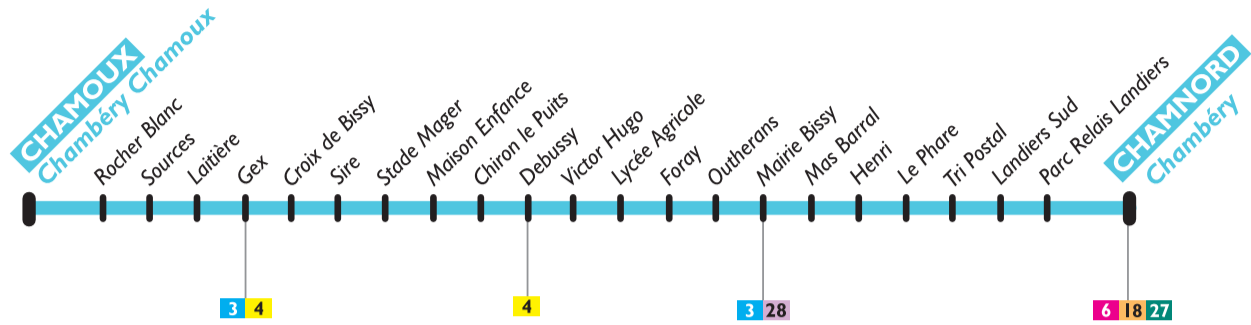 CHAMOUX
Chambéry Chamoux
Rocher Blanc
Sources
Laitière
Gex
Croix de Bissy
Sire
Stade Mager
Maison Enfance
Chiron le Puits
Debussy
Victor Hugo
Lycée Agricole
Foray
Outherans
Mairie Bissy
Mas Barral
Henri
Le Phare
Tri Postal
Landiers Sud
Parc Relais Landiers
CHAMNORD
Chambéry
3 4
4
3 28
6 18 27